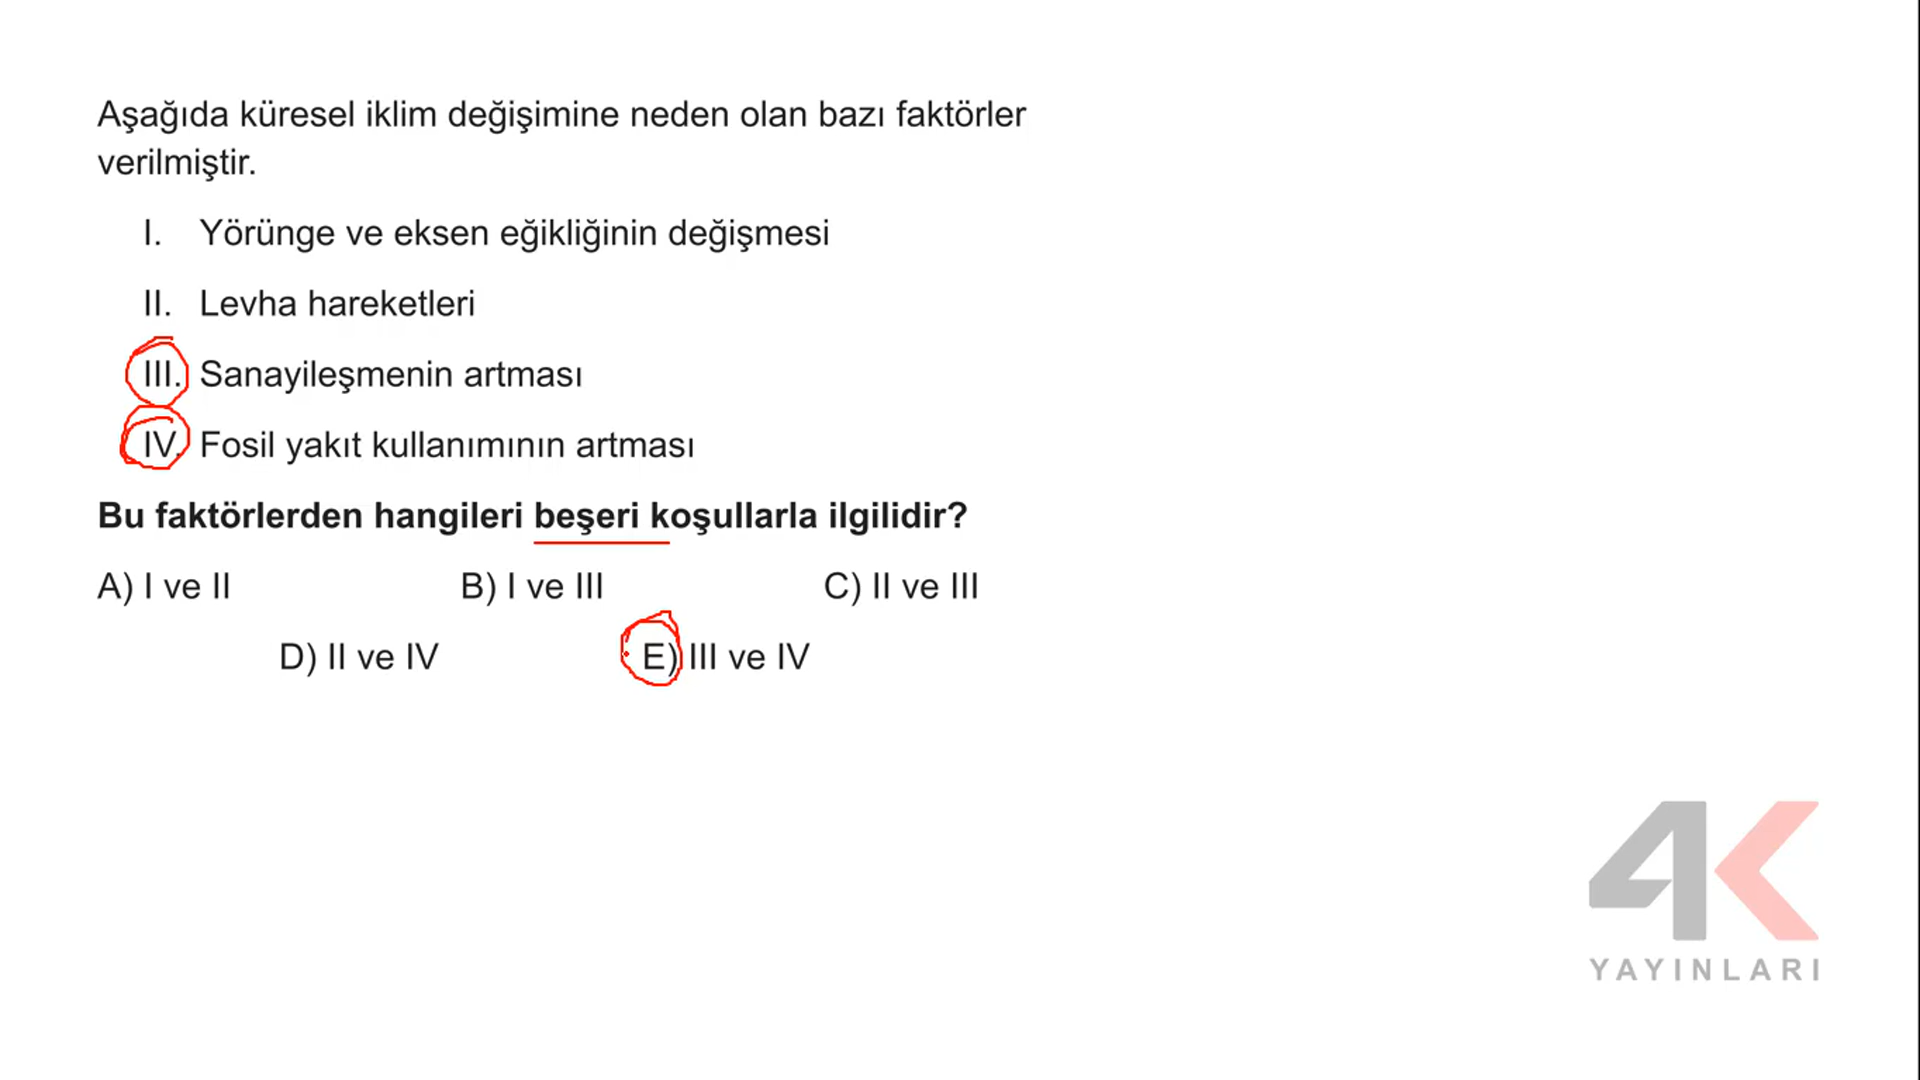 Aşağıda küresel iklim değişimine neden olan bazı faktörler
verilmiştir.
I. Yörünge ve eksen eğikliğinin değişmesi
II. Levha hareketleri
III. Sanayileşmenin artması
IV. Fosil yakıt kullanımının artması
Bu faktörlerden hangileri beşeri koşullarla ilgilidir?
A) I ve II B) I ve III C) II ve III
D) II ve IV E) III ve IV
4K
YAYINLARI